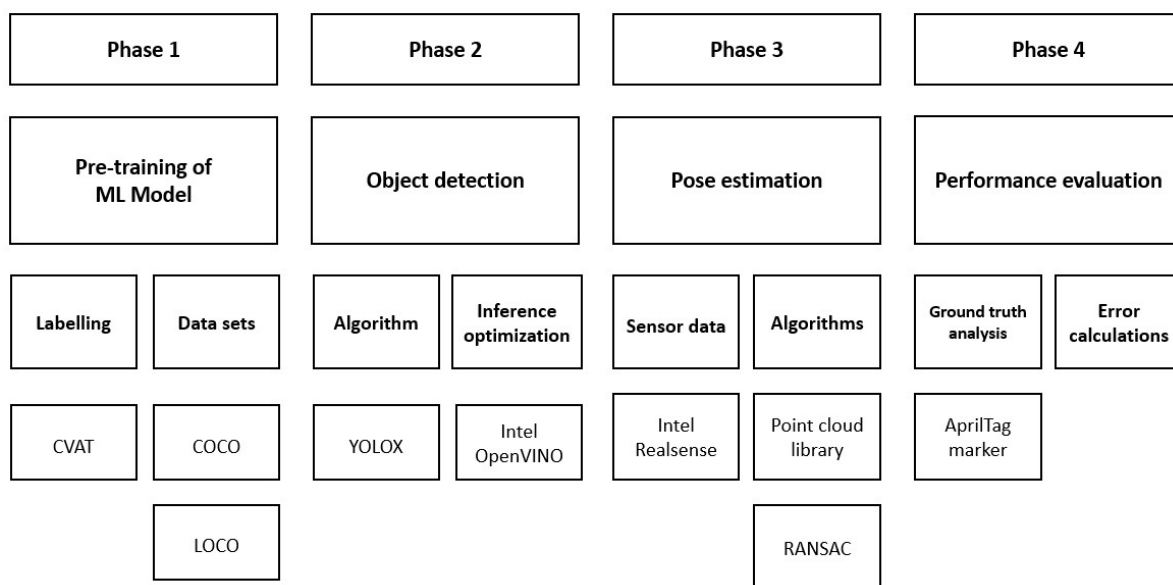 Phase 1
Phase 2
Phase 3
Phase 4
Pre-training of
ML Model
Object detection
Pose estimation
Performance evaluation
Labelling
Data sets
Algorithm
Inference
optimization
Sensor data
Algorithms
Ground truth
analysis
Error
calculations
CVAT
COCO
YOLOX
Intel
OpenVINO
Intel
Realsense
Point cloud
library
AprilTag
marker
LOCO
RANSAC